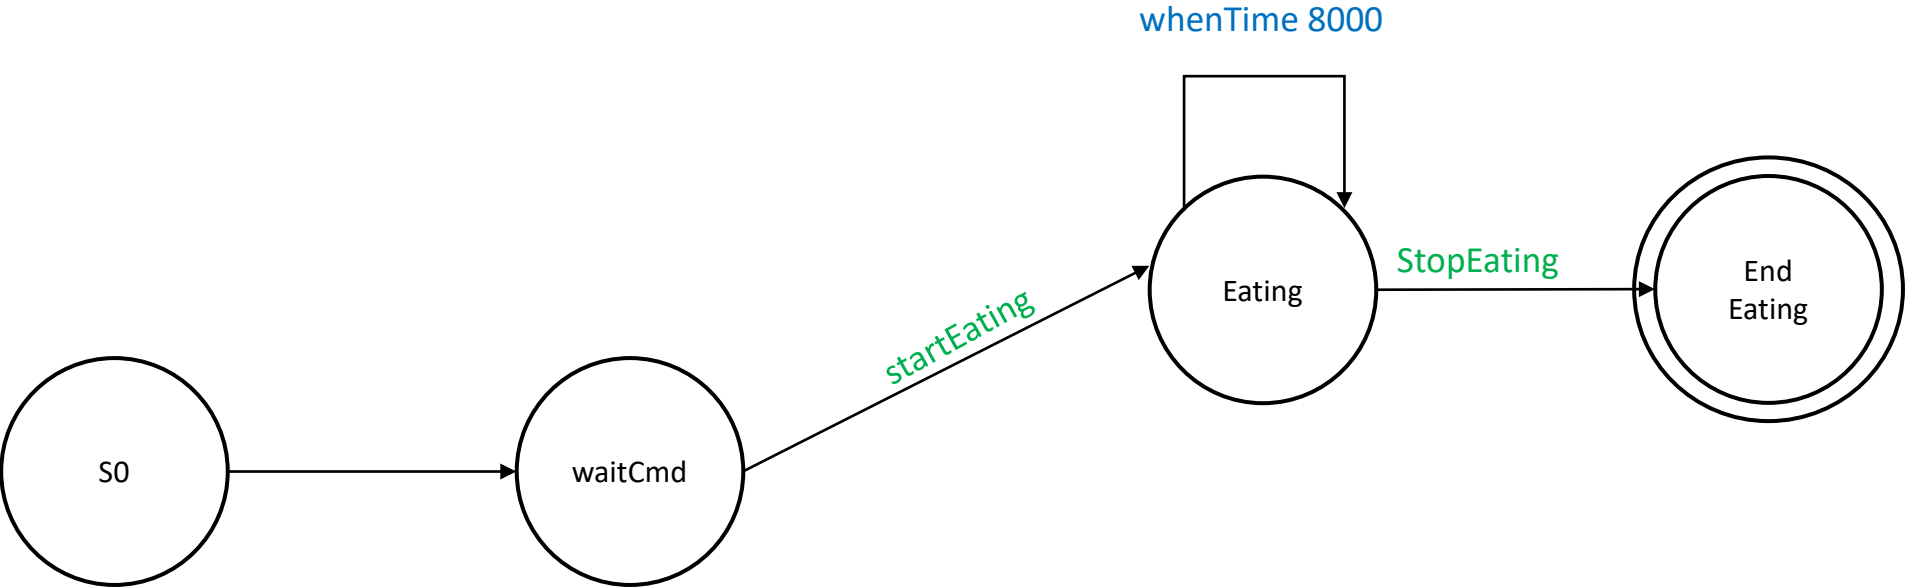 whenTime 8000
StopEating
End
Eating
Eating
startEating
S0
waitCmd